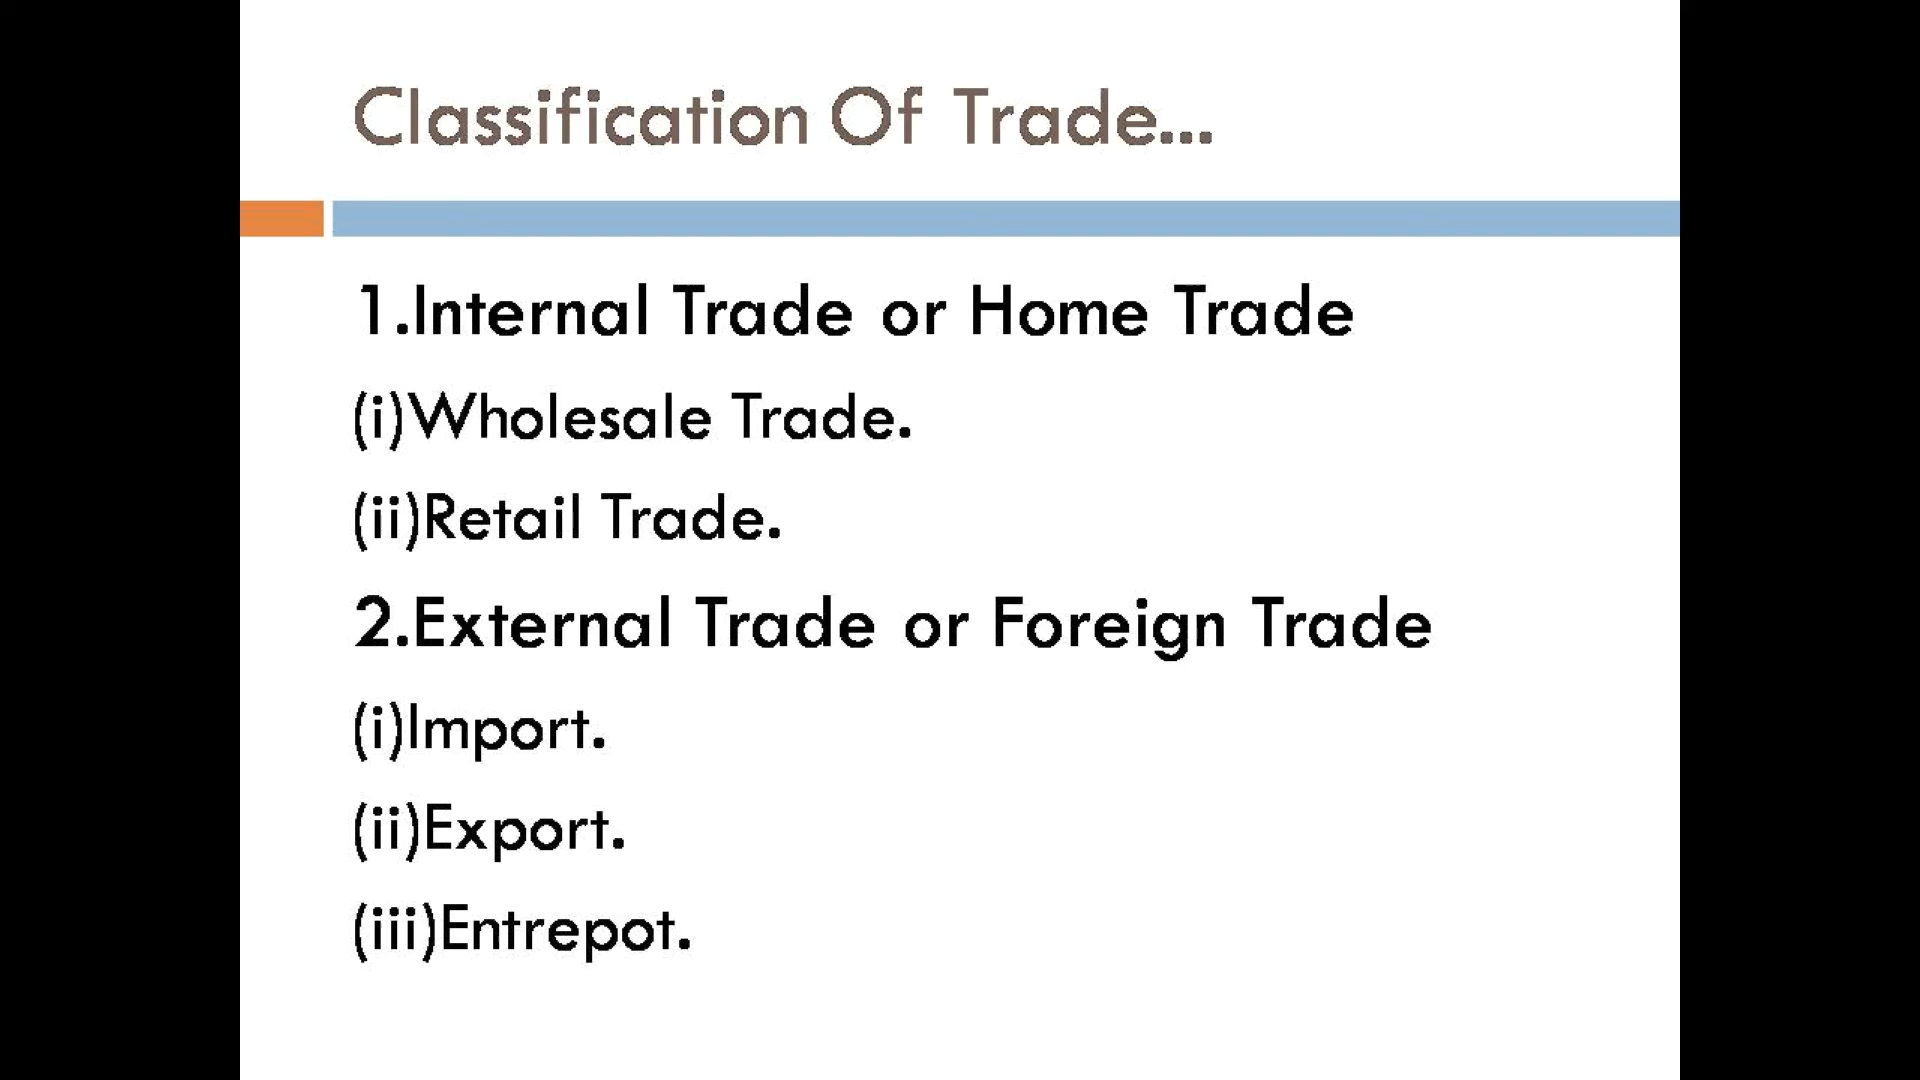 Classification Of Trade...
1.Internal Trade or Home Trade
(i)Wholesale Trade.
(ii)Retail Trade.
2.External Trade or Foreign Trade
(i)Import.
(ii)Export.
(iii)Entrepot.